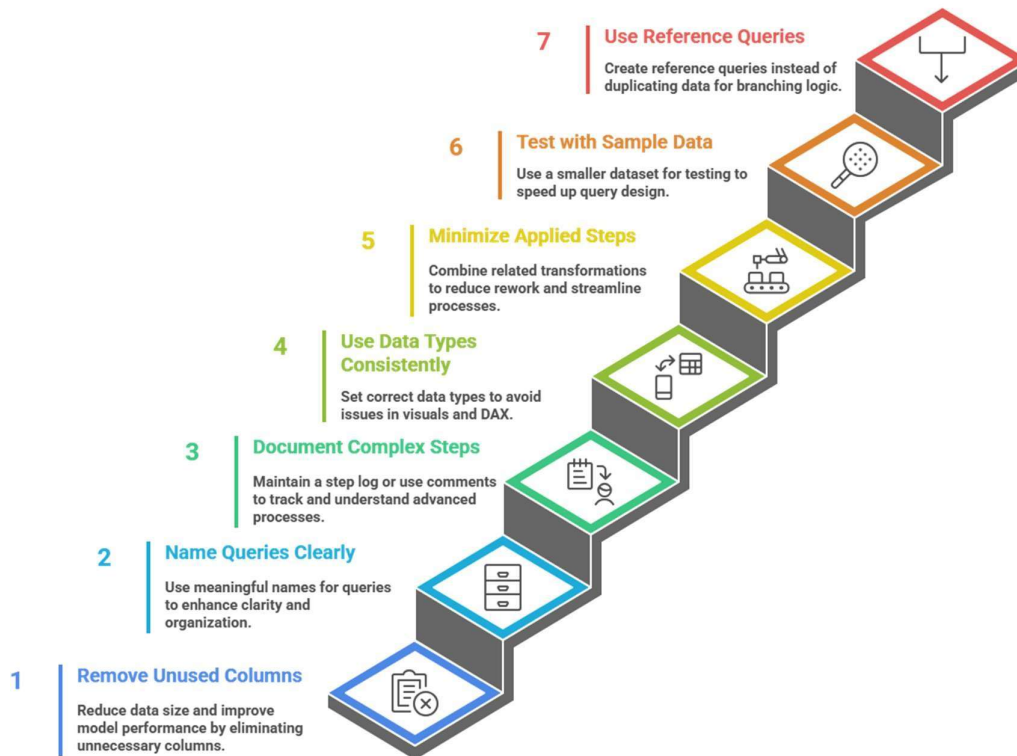 7
Use Reference Queries
Create reference queries instead of
duplicating data for branching logic.
6
Test with Sample Data
Use a smaller dataset for testing to
speed up query design.
5
Minimize Applied Steps
Combine related transformations
to reduce rework and streamline
processes.
4
Use Data Types
Consistently
Set correct data types to avoid
issues in visuals and DAX.
3
Document Complex Steps
Maintain a step log or use comments
to track and understand advanced
processes.
2
Name Queries Clearly
Use meaningful names for queries
to enhance clarity and
organization.
1
Remove Unused Columns
Reduce data size and improve
model performance by eliminating
unnecessary columns.